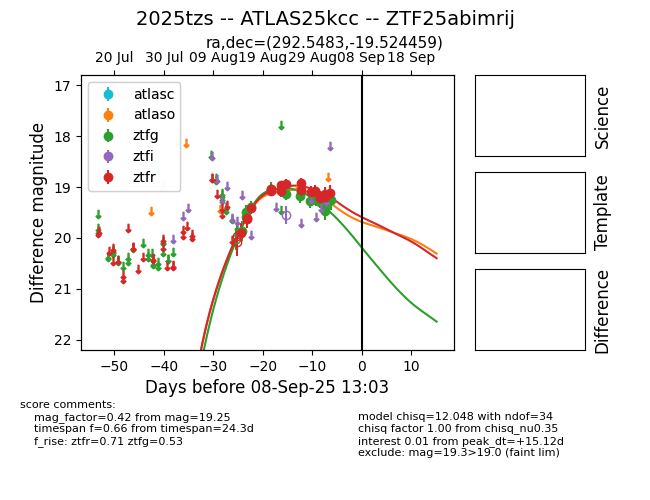 2025tzs -- ATLAS25kcc -- ZTF25abimrij
ra,dec=(292.5483,-19.524459)
20 Jul 30 Jul 09 Aug 19 Aug 29 Aug 08 Sep 18 Sep
17
18
19
20
21
22
Difference magnitude
atlasc
atlaso
ztfg
ztfi
ztfr
−50 −40 −30 −20 −10 0 10
Days before 08-Sep-25 13:03
Science
Template
Difference
score comments:
mag_factor=0.42 from mag=19.25
timespan f=0.66 from timespan=24.3d
f_rise: ztfr=0.71 ztfg=0.53
model chisq=12.048 with ndof=34
chisq factor 1.00 from chisq_nu0.35
interest 0.01 from peak_dt=+15.12d
exclude: mag=19.3>19.0 (faint lim)